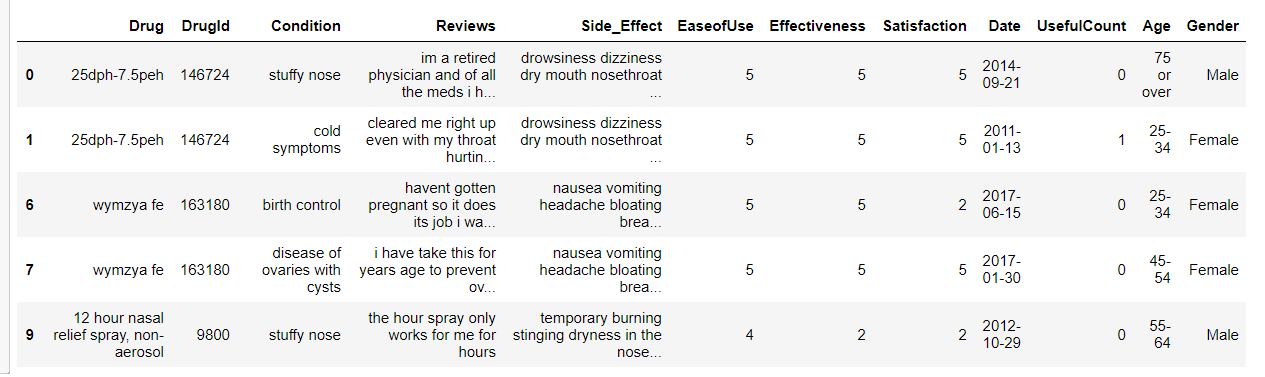 Drug DrugId Condition Reviews Side_Effect EaseofUse Effectiveness Satisfaction Date UsefulCount Age Gender
0 25dph-7.5peh 146724 stuffy nose im a retired physician and of all the meds i h... drowsiness dizziness dry mouth nosethroat ... 5 5 5 2014-09-21 0 75 or over Male
1 25dph-7.5peh 146724 cold symptoms cleared me right up even with my throat hurtin... drowsiness dizziness dry mouth nosethroat ... 5 5 5 2011-01-13 1 25-34 Female
6 wymzya fe 163180 birth control havent gotten pregnant so it does its job i wa... nausea vomiting headache bloating brea... 5 5 2 2017-06-15 0 25-34 Female
7 wymzya fe 163180 disease of ovaries with cysts i have take this for years age to prevent ov... nausea vomiting headache bloating brea... 5 5 5 2017-01-30 0 45-54 Female
9 12 hour nasal relief spray, non-aerosol 9800 stuffy nose the hour spray only works for me for hours temporary burning stinging dryness in the nose... 4 2 2 2012-10-29 0 55-64 Male